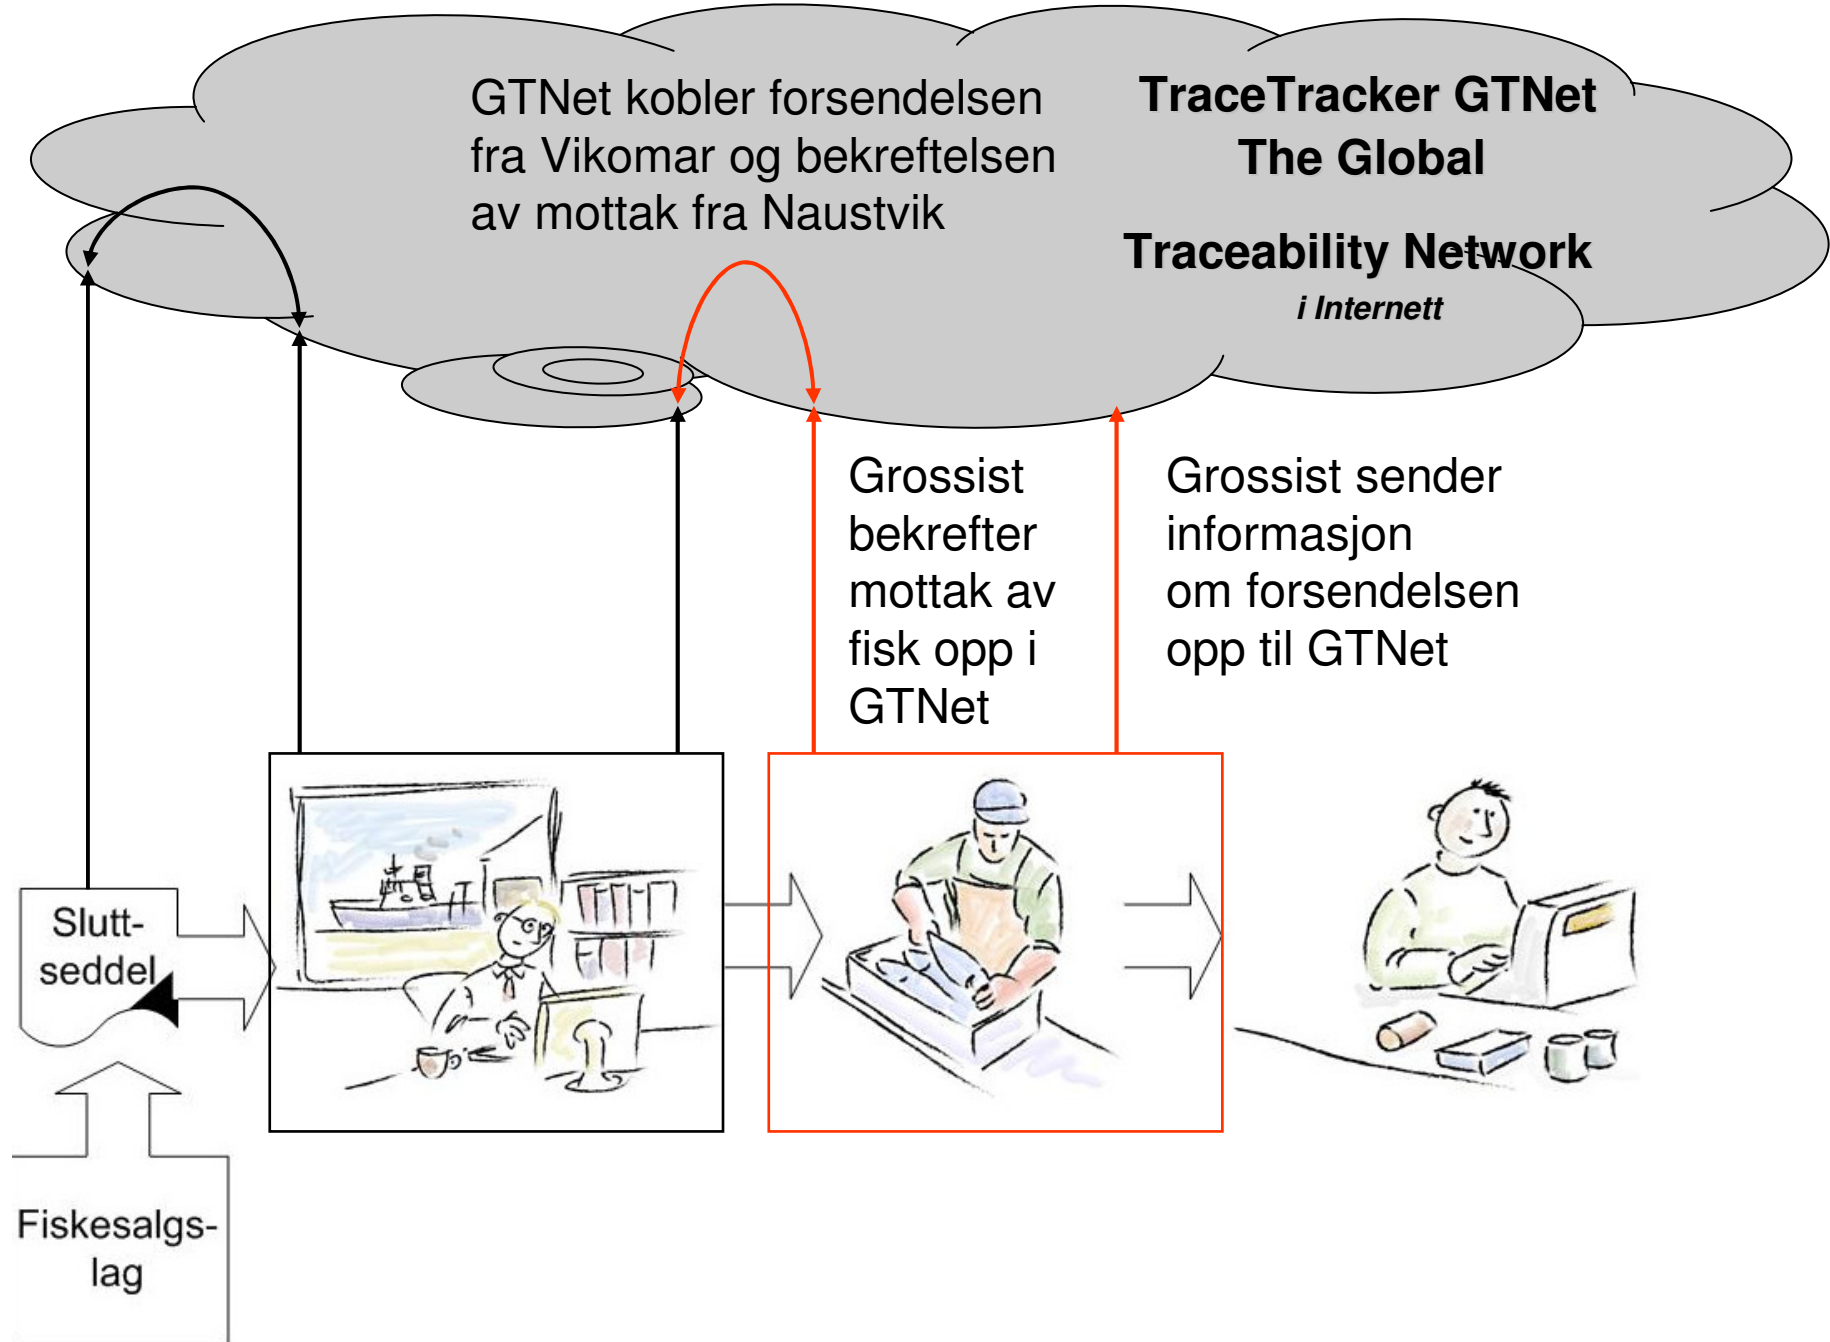 GTNet kobler forsendelsen
fra Vikomar og bekreftelsen
av mottak fra Naustvik
TraceTracker GTNet
The Global
Traceability Network
i Internett
Grossist
bekrefter
mottak av
fisk opp i
GTNet
Grossist sender
informasjon
om forsendelsen
opp til GTNet
Slutt-
seddel
Fiskesalgs-
lag